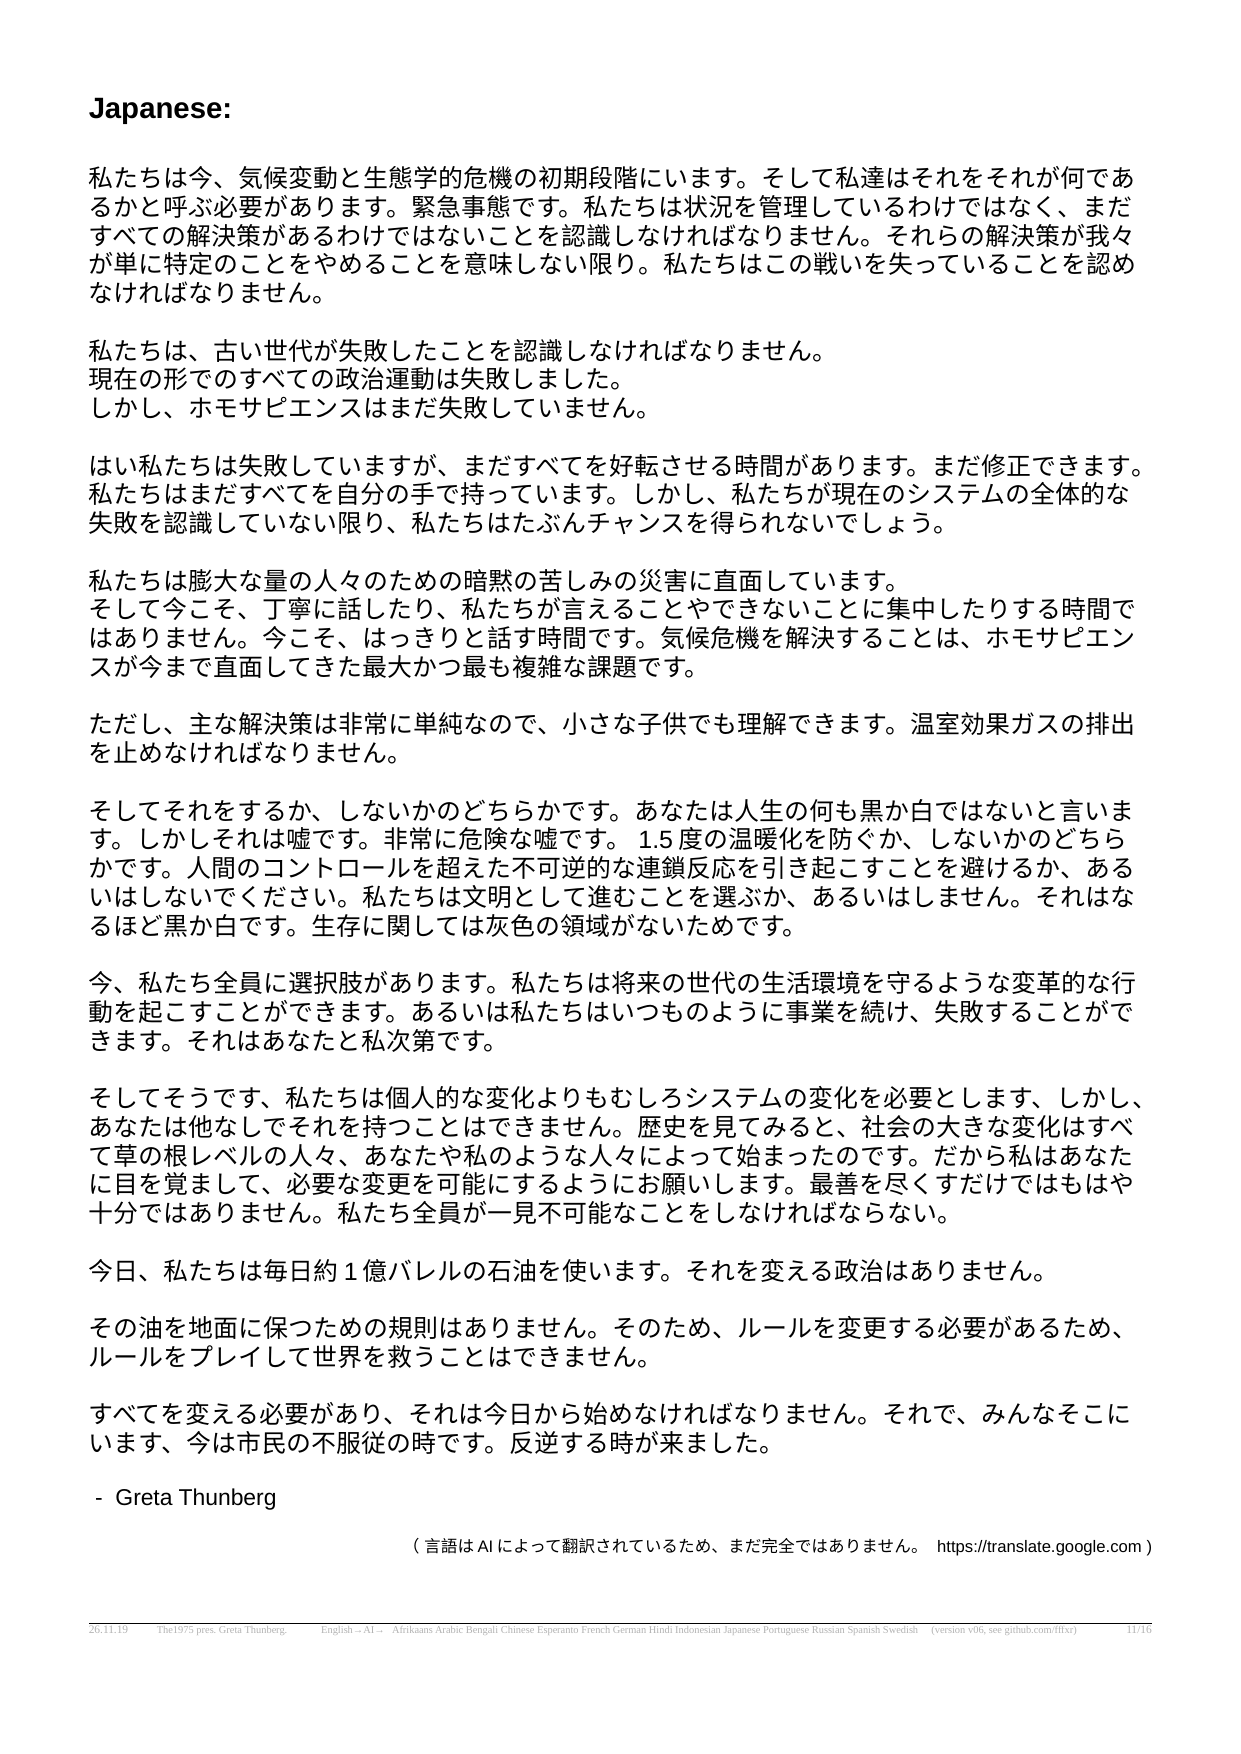 Japanese:
私たちは今、気候変動と生態学的危機の初期段階にいます。そして私達はそれをそれが何であ
るかと呼ぶ必要があります。緊急事態です。私たちは状況を管理しているわけではなく、まだ
すべての解決策があるわけではないことを認識しなければなりません。それらの解決策が我々
が単に特定のことをやめることを意味しない限り。私たちはこの戦いを失っていることを認め
なければなりません。
私たちは、古い世代が失敗したことを認識しなければなりません。
現在の形でのすべての政治運動は失敗しました。
しかし、ホモサピエンスはまだ失敗していません。
はい私たちは失敗していますが、まだすべてを好転させる時間があります。まだ修正できます。
私たちはまだすべてを自分の手で持っています。しかし、私たちが現在のシステムの全体的な
失敗を認識していない限り、私たちはたぶんチャンスを得られないでしょう。
私たちは膨大な量の人々のための暗黙の苦しみの災害に直面しています。
そして今こそ、丁寧に話したり、私たちが言えることやできないことに集中したりする時間で
はありません。今こそ、はっきりと話す時間です。気候危機を解決することは、ホモサピエン
スが今まで直面してきた最大かつ最も複雑な課題です。
ただし、主な解決策は非常に単純なので、小さな子供でも理解できます。温室効果ガスの排出
を止めなければなりません。
そしてそれをするか、しないかのどちらかです。あなたは人生の何も黒か白ではないと言いま
す。しかしそれは嘘です。非常に危険な嘘です。 1.5 度の温暖化を防ぐか、しないかのどちら
かです。人間のコントロールを超えた不可逆的な連鎖反応を引き起こすことを避けるか、ある
いはしないでください。私たちは文明として進むことを選ぶか、あるいはしません。それはな
るほど黒か白です。生存に関しては灰色の領域がないためです。
今、私たち全員に選択肢があります。私たちは将来の世代の生活環境を守るような変革的な行
動を起こすことができます。あるいは私たちはいつものように事業を続け、失敗することがで
きます。それはあなたと私次第です。
そしてそうです、私たちは個人的な変化よりもむしろシステムの変化を必要とします、しかし、
あなたは他なしでそれを持つことはできません。歴史を見てみると、社会の大きな変化はすべ
て草の根レベルの人々、あなたや私のような人々によって始まったのです。だから私はあなた
に目を覚まして、必要な変更を可能にするようにお願いします。最善を尽くすだけではもはや
十分ではありません。私たち全員が一見不可能なことをしなければならない。
今日、私たちは毎日約 1 億バレルの石油を使います。それを変える政治はありません。
その油を地面に保つための規則はありません。そのため、ルールを変更する必要があるため、
ルールをプレイして世界を救うことはできません。
すべてを変える必要があり、それは今日から始めなければなりません。それで、みんなそこに
います、今は市民の不服従の時です。反逆する時が来ました。
- Greta Thunberg
( 言語は AI によって翻訳されているため、まだ完全ではありません。 https://translate.google.com )
26.11.19 The1975 pres. Greta Thunberg. English→AI→ Afrikaans Arabic Bengali Chinese Esperanto French German Hindi Indonesian Japanese Portuguese Russian Spanish Swedish (version v06, see github.com/fffxr) 11/16